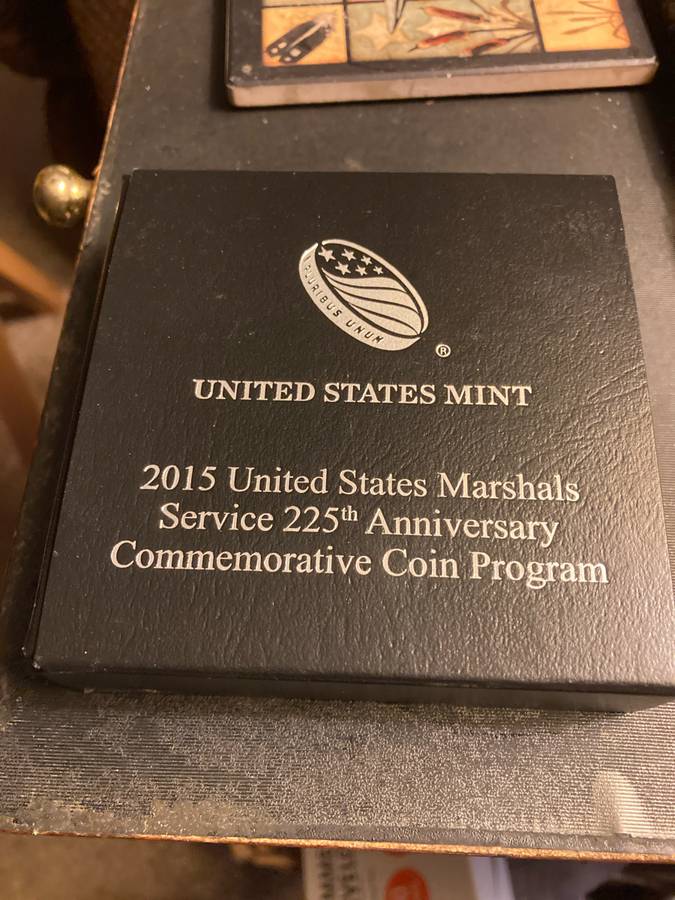 PLURIBUS UNUM
®
UNITED STATES MINT
2015 United States Marshals
Service 225th Anniversary
Commemorative Coin Program